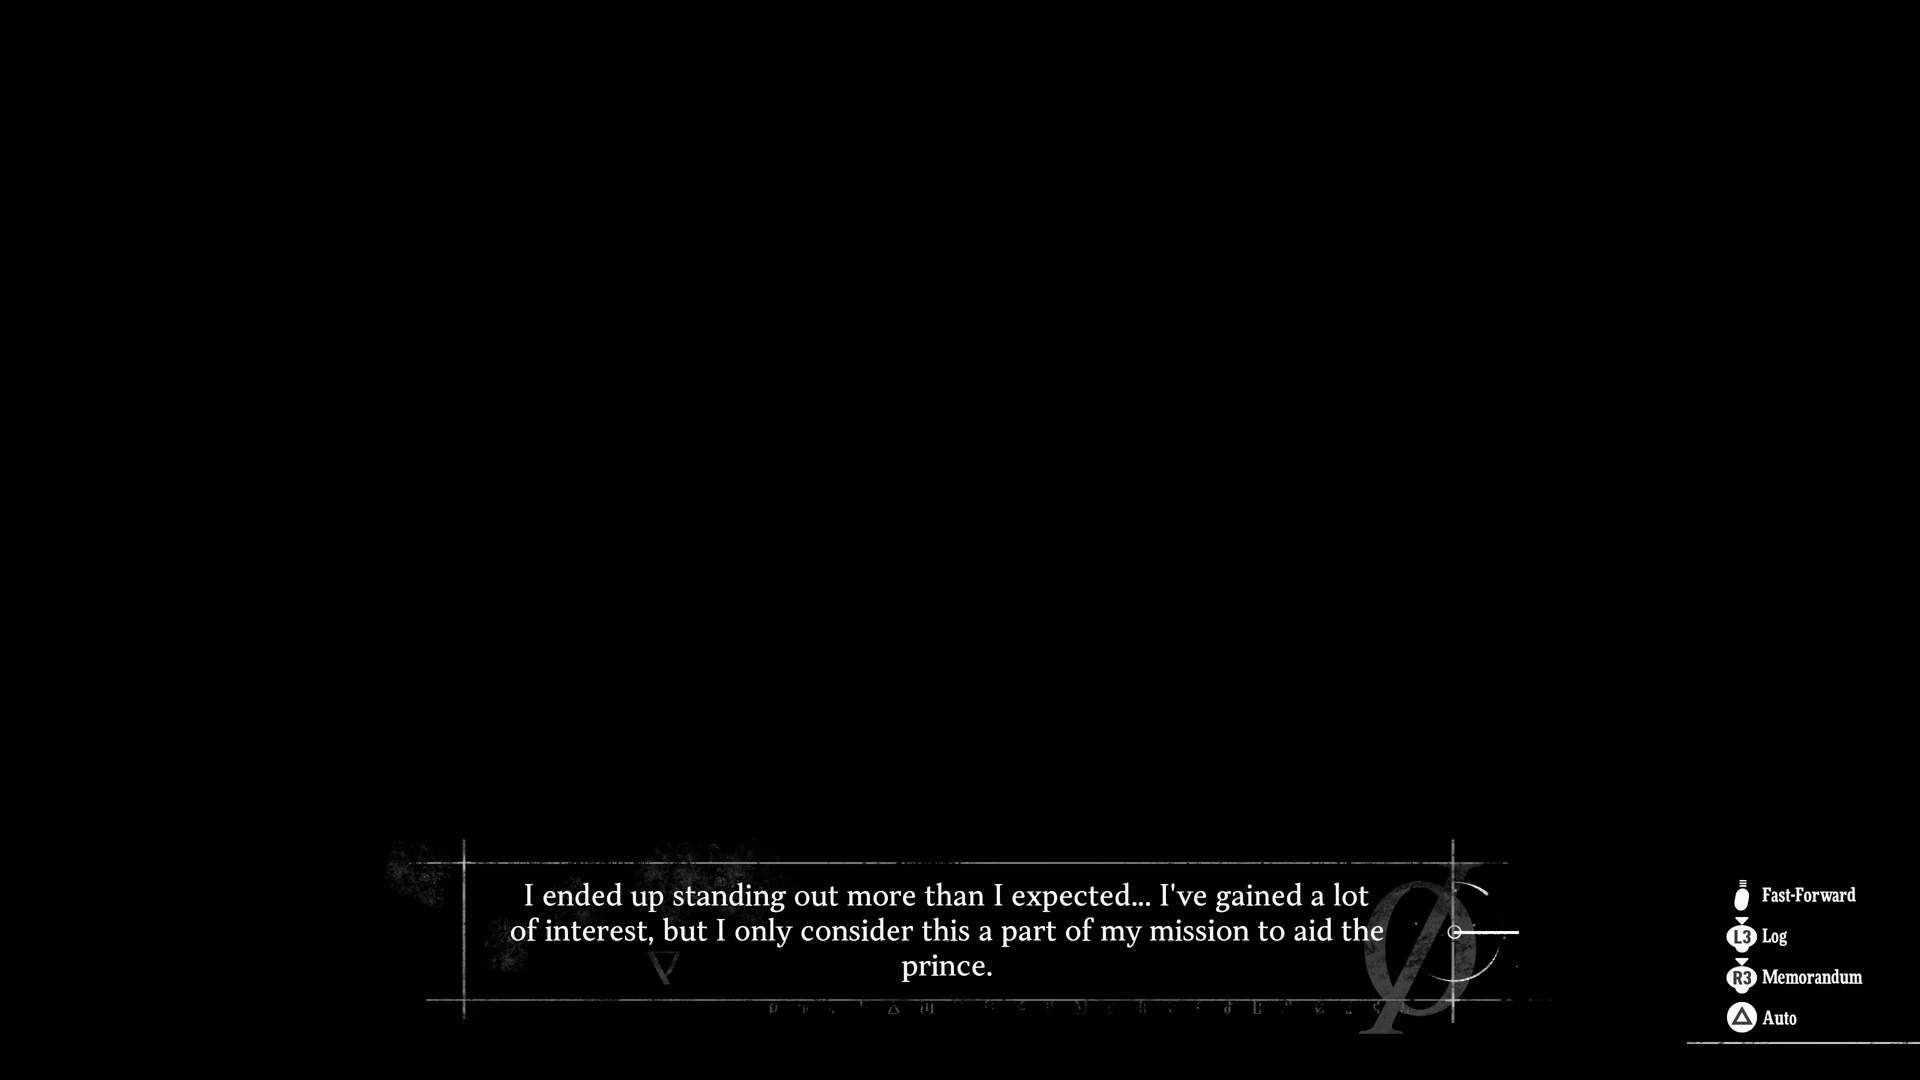 I ended up standing out more than I expected... I've gained a lot
of interest, but I only consider this a part of my mission to aid the
prince.
Fast-Forward
L3 Log
R3 Memorandum
Auto